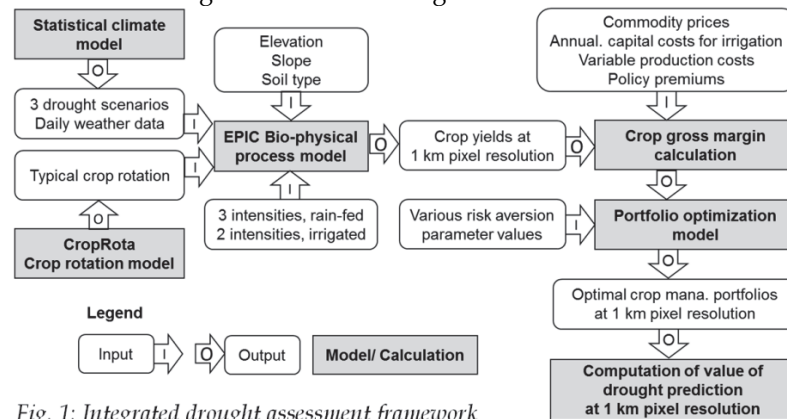 Statistical climate
model
O
3 drought scenarios
Daily weather data
I
Typical crop rotation
I
O
CropRota
Crop rotation model
Elevation
Slope
Soil type
I
EPIC Bio-physical
process model
O
I
3 intensities, rain-fed
2 intensities, irrigated
Crop yields at
1 km pixel resolution
O
Commodity prices
Annual. capital costs for irrigation
Variable production costs
Policy premiums
I
Crop gross margin
calculation
O
Various risk aversion
parameter values
I
Portfolio optimization
model
O
Optimal crop mana. portfolios
at 1 km pixel resolution
O
Computation of value of
drought prediction
at 1 km pixel resolution
Legend
Input
I
O
Output
Model/ Calculation
Fig. 1: Integrated drought assessment framework